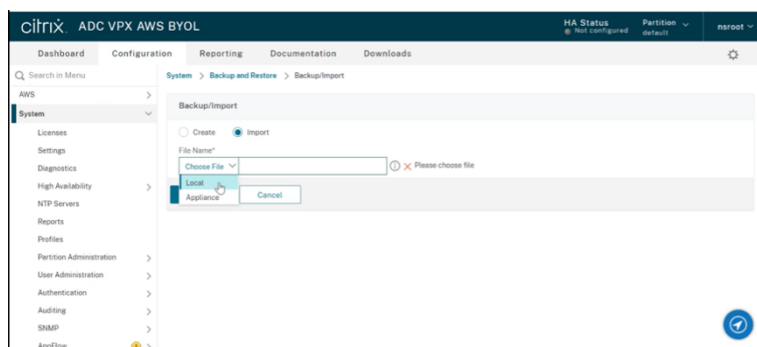 citrix. ADC VPX AWS BYOL
HA Status
Not configured
Partition
default
nsroot
Dashboard Configuration Reporting Documentation Downloads
Search in Menu
System > Backup and Restore > Backup/Import
AWS
System
Licenses
Settings
Diagnostics
High Availability
NTP Servers
Reports
Profiles
Partition Administration
User Administration
Authentication
Auditing
SNMP
AppFlow
Backup/Import
Create Import
File Name*
Choose File
Please choose file
Local
Appliance
Cancel